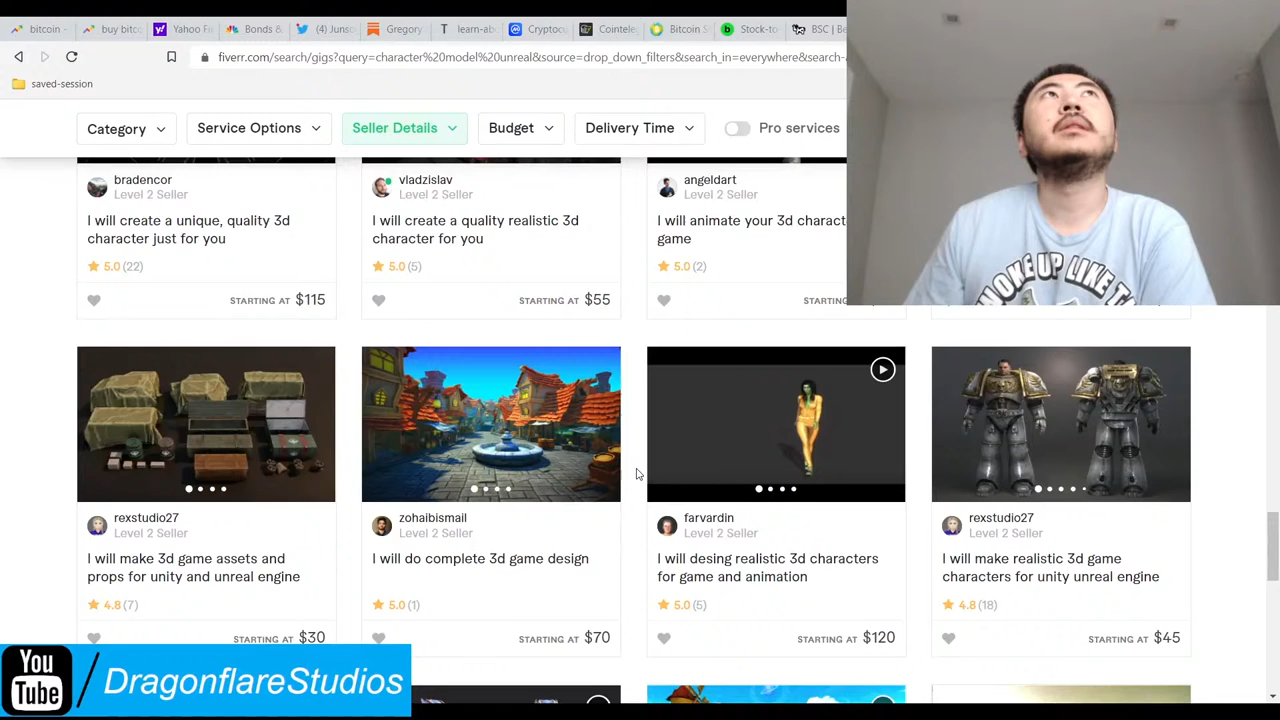 bitcoin
buy bitc
Yahoo Fi
Bonds &
(4) Junso
Gregory
learn-ab
Cryptoc
Cointele
Bitcoin S
Stock-to
BSC | Be
fiverr.com/search/gigs?query=character%20model%20unreal&source=drop_down_filters&search_in=everywhere&search-
saved-session
Category
Service Options
Seller Details
Budget
Delivery Time
Pro services
bradencor
Level 2 Seller
I will create a unique, quality 3d
character just for you
5.0 (22)
STARTING AT $115
vladzislav
Level 2 Seller
I will create a quality realistic 3d
character for you
5.0 (5)
STARTING AT $55
angeldart
Level 2 Seller
I will animate your 3d charact
game
5.0 (2)
STARTING
WOKE UP LIKE
rexstudio27
Level 2 Seller
I will make 3d game assets and
props for unity and unreal engine
4.8 (7)
STARTING AT $30
zohaibismail
Level 2 Seller
I will do complete 3d game design
5.0 (1)
STARTING AT $70
farvardin
Level 2 Seller
I will desing realistic 3d characters
for game and animation
5.0 (5)
STARTING AT $120
rexstudio27
Level 2 Seller
I will make realistic 3d game
characters for unity unreal engine
4.8 (18)
STARTING AT $45
You
Tube
/ DragonflareStudios